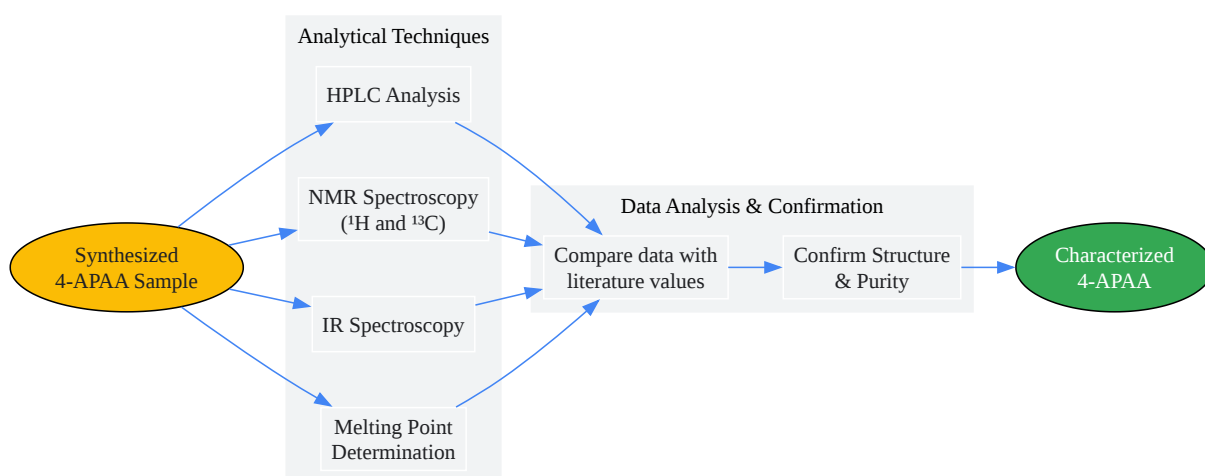 Analytical Techniques
HPLC Analysis
NMR Spectroscopy
(¹H and ¹³C)
IR Spectroscopy
Melting Point
Determination
Synthesized
4-APAA Sample
Data Analysis & Confirmation
Compare data with
literature values
Confirm Structure
& Purity
Characterized
4-APAA